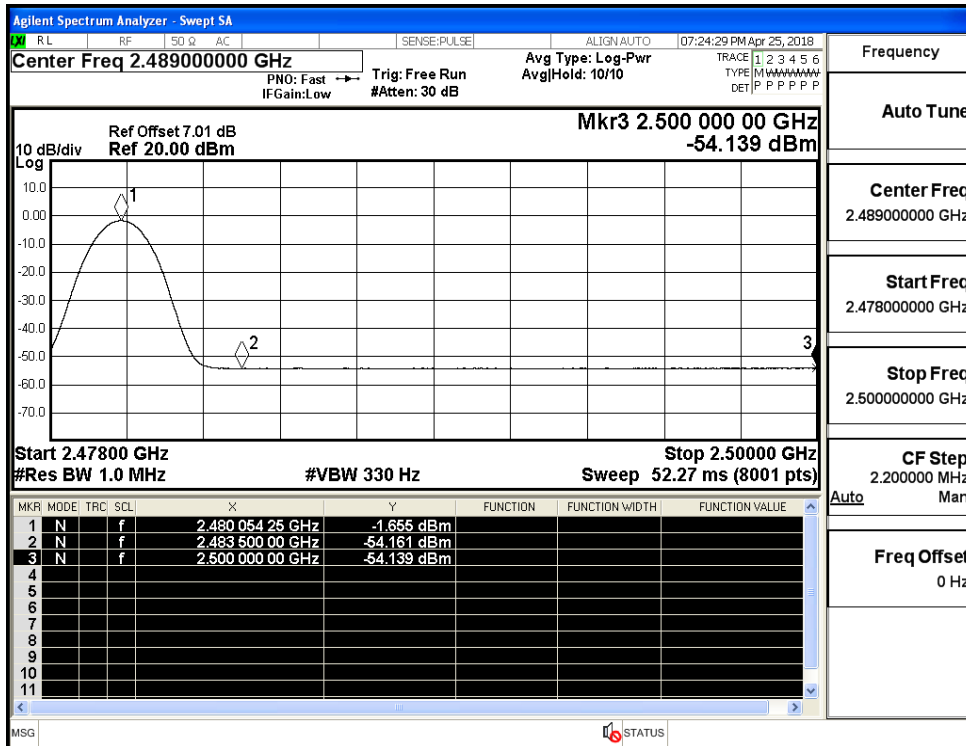 Agilent Spectrum Analyzer - Swept SA
LXI RL RF 50 Ω AC SENSE:PULSE ALIGN AUTO 07:24:29 PM Apr 25, 2018
Center Freq 2.489000000 GHz
PNO: Fast
IFGain:Low
Trig: Free Run
#Atten: 30 dB
Avg Type: Log-Pwr
Avg|Hold: 10/10
TRACE 1 2 3 4 5 6
TYPE M WWWWW
DET P P P P P P
Mkr3 2.500 000 00 GHz
-54.139 dBm
Ref Offset 7.01 dB
10 dB/div Ref 20.00 dBm
Log
10.0
0.00
-10.0
-20.0
-30.0
-40.0
-50.0
-60.0
-70.0
1
2
3
Start 2.47800 GHz Stop 2.50000 GHz
#Res BW 1.0 MHz #VBW 330 Hz Sweep 52.27 ms (8001 pts)
MKR MODE TRC SCL X Y FUNCTION FUNCTION WIDTH FUNCTION VALUE
1 N f 2.480 054 25 GHz -1.655 dBm
2 N f 2.483 500 00 GHz -54.161 dBm
3 N f 2.500 000 00 GHz -54.139 dBm
4
5
6
7
8
9
10
11
MSG STATUS
Frequency
Auto Tune
Center Freq
2.489000000 GHz
Start Freq
2.478000000 GHz
Stop Freq
2.500000000 GHz
CF Step
2.200000 MHz
Auto Man
Freq Offset
0 Hz